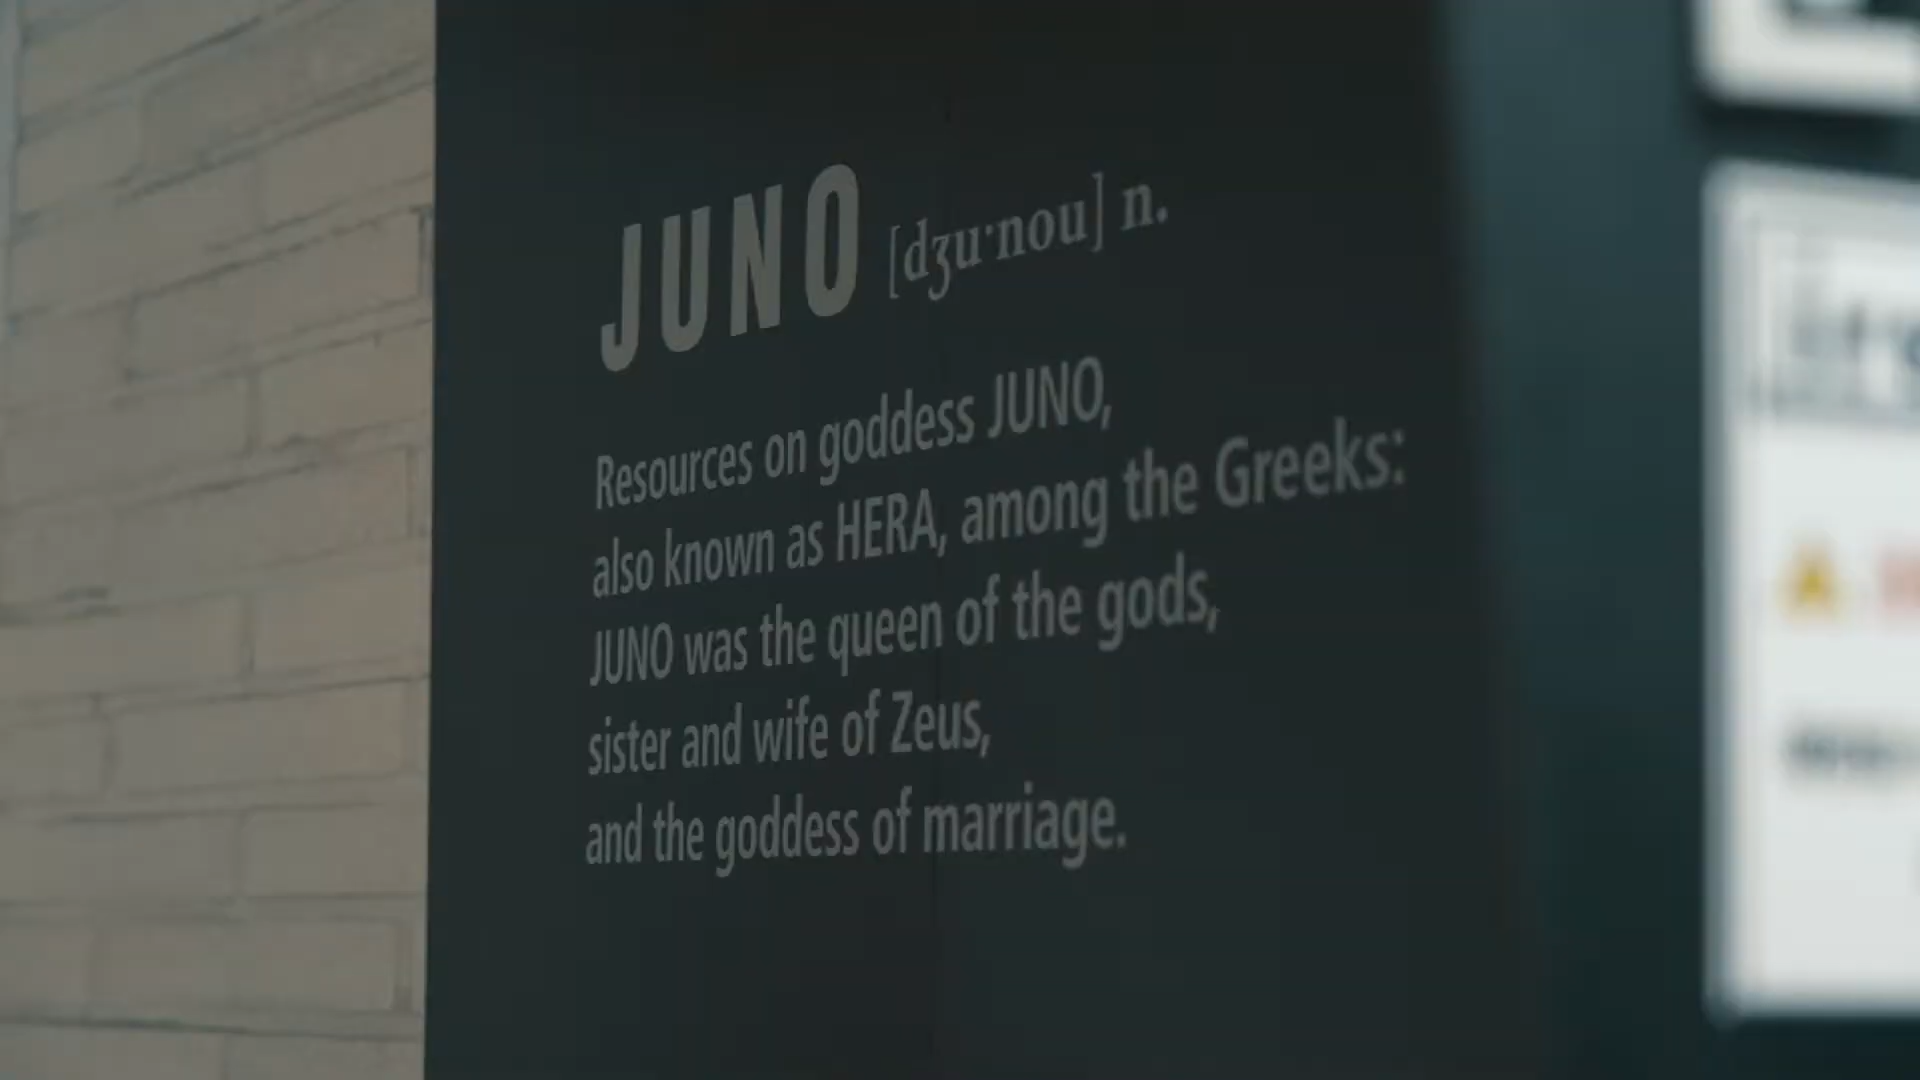 JUNO [dʒu·nou] n.
Resources on goddess JUNO,
also known as HERA, among the Greeks:
JUNO was the queen of the gods,
sister and wife of Zeus,
and the goddess of marriage.